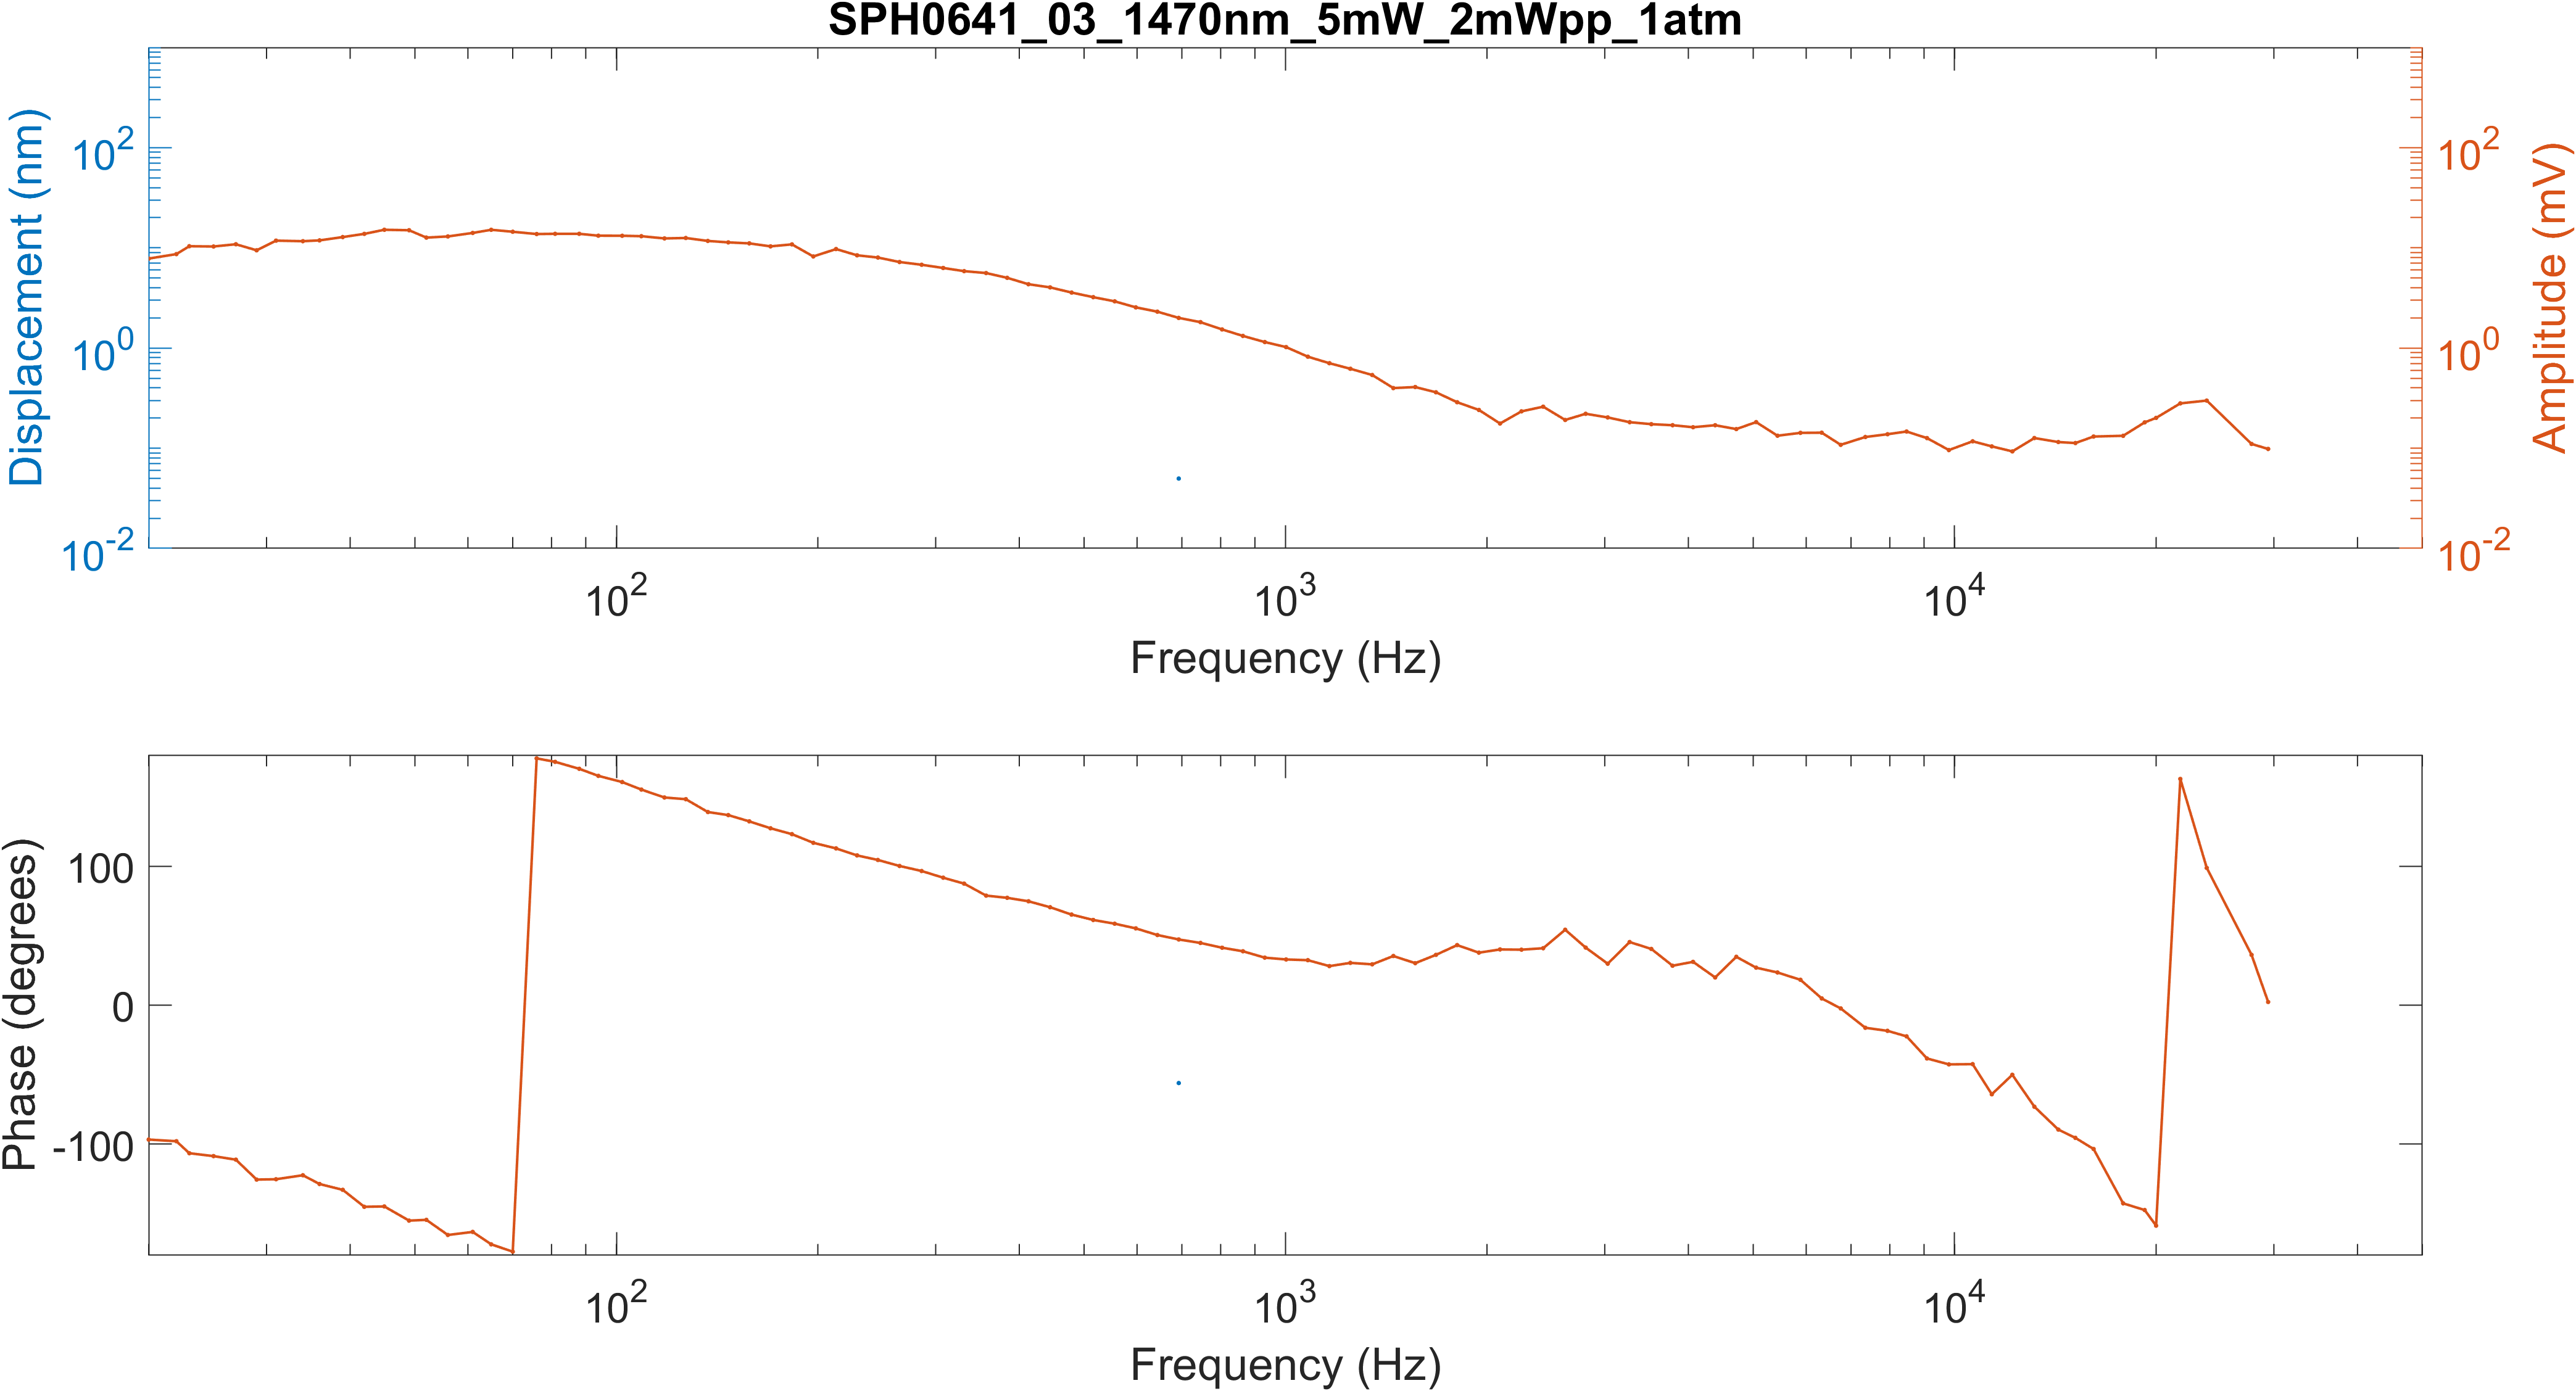 SPH0641_03_1470nm_5mW_2mWpp_1atm
Displacement (nm)
10^2
10^0
10^-2
Amplitude (mV)
10^2
10^0
10^-2
10^2
10^3
10^4
Frequency (Hz)
Phase (degrees)
100
0
-100
10^2
10^3
10^4
Frequency (Hz)